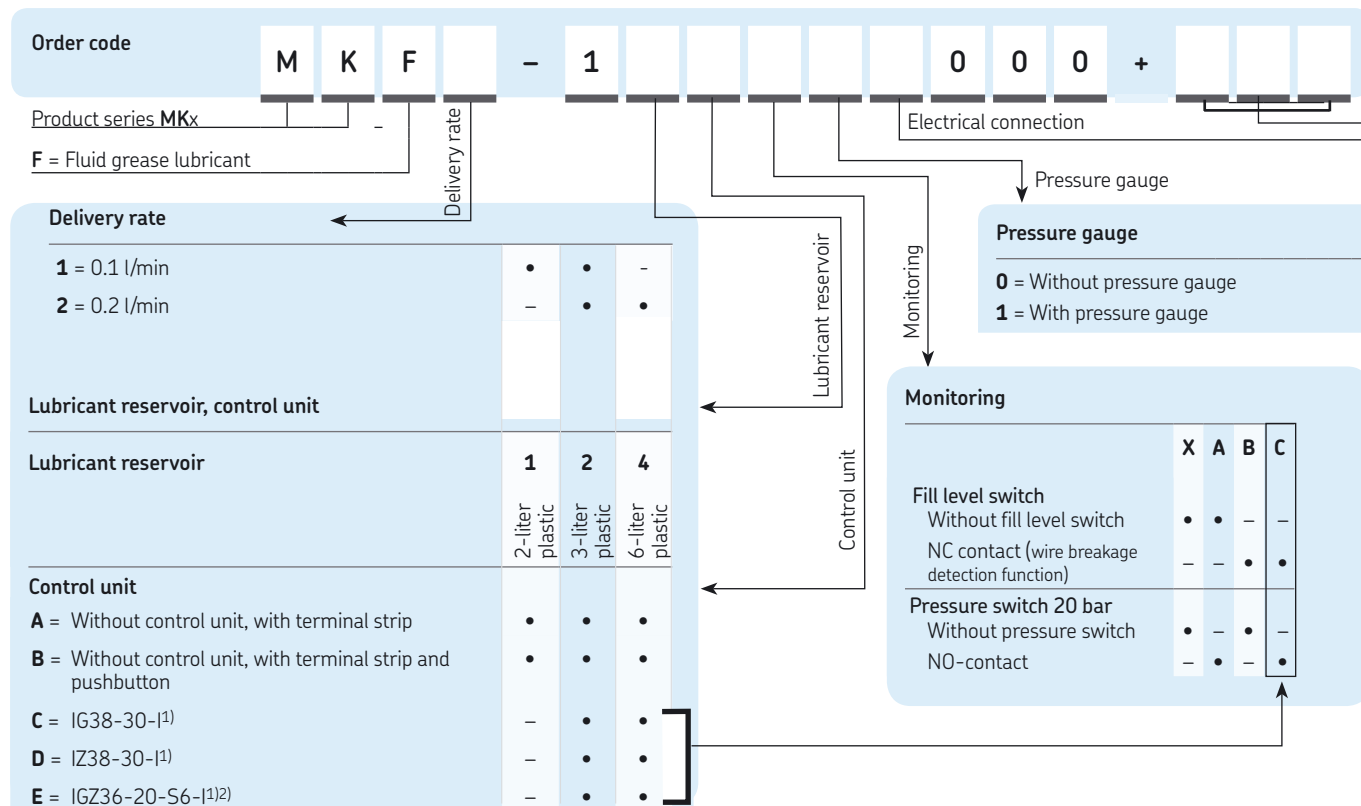 Order code
M K F – 1 0 0 0 +
Product series MKx –
Electrical connection
F = Fluid grease lubricant
Delivery rate
Pressure gauge
Delivery rate
1 = 0.1 l/min • • -
2 = 0.2 l/min – • •
Lubricant reservoir
Monitoring
Pressure gauge
0 = Without pressure gauge
1 = With pressure gauge
Lubricant reservoir, control unit
Lubricant reservoir 1 2 4
2-liter
plastic
3-liter
plastic
6-liter
plastic
Control unit
Control unit
A = Without control unit, with terminal strip • • •
B = Without control unit, with terminal strip and • • •
pushbutton
C = IG38-30-I1) – • •
D = IZ38-30-I1) – • •
E = IGZ36-20-S6-I1)2) – • •
Monitoring
X A B C
Fill level switch
Without fill level switch • • – –
NC contact (wire breakage
detection function) – – • •
Pressure switch 20 bar
Without pressure switch • – • –
NO-contact – • – •